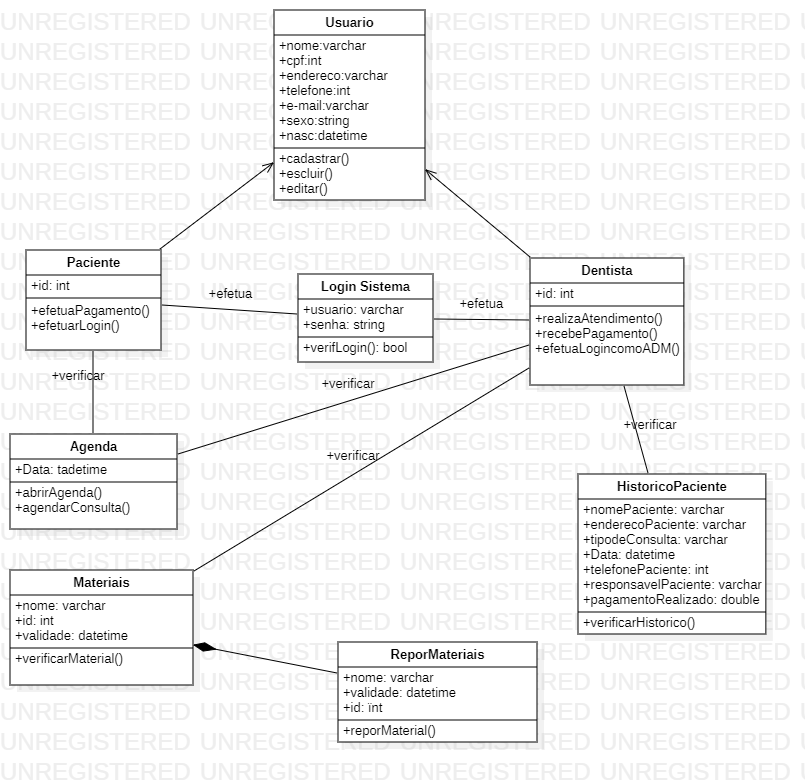 Usuario
+nome:varchar
+cpf:int
+endereco:varchar
+telefone:int
+e-mail:varchar
+sexo:string
+nasc:datetime
+cadastrar()
+escluir()
+editar()
Paciente
+id: int
+efetuaPagamento()
+efetuarLogin()
+efetua
Login Sistema
+usuario: varchar
+senha: string
+verifLogin(): bool
+efetua
Dentista
+id: int
+realizaAtendimento()
+recebePagamento()
+efetuaLogincomoADM()
+verificar
+verificar
+verificar
+verificar
Agenda
+Data: tadetime
+abrirAgenda()
+agendarConsulta()
HistoricoPaciente
+nomePaciente: varchar
+enderecoPaciente: varchar
+tipodeConsulta: varchar
+Data: datetime
+telefonePaciente: int
+responsavelPaciente: varchar
+pagamentoRealizado: double
+verificarHistorico()
Materiais
+nome: varchar
+id: int
+validade: datetime
+verificarMaterial()
ReporMateriais
+nome: varchar
+validade: datetime
+id: ïnt
+reporMaterial()
UNREGISTERED